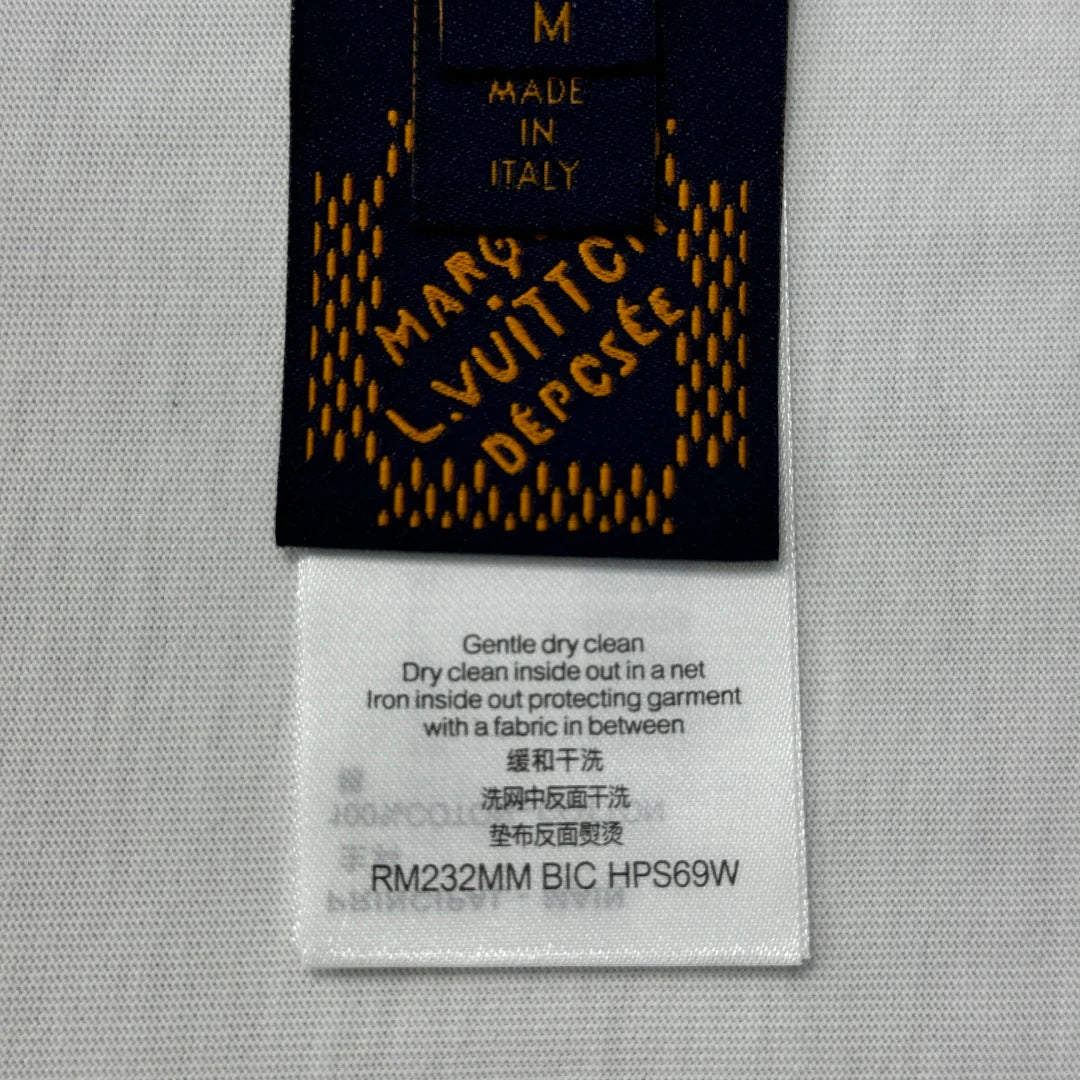 M
MADE
IN
ITALY
MARQ
L.VUITTON
DÉPOSÉE
Gentle dry clean
Dry clean inside out in a net
Iron inside out protecting garment
with a fabric in between
缓和干洗
洗网中反面干洗
垫布反面熨烫
RM232MM BIC HPS69W